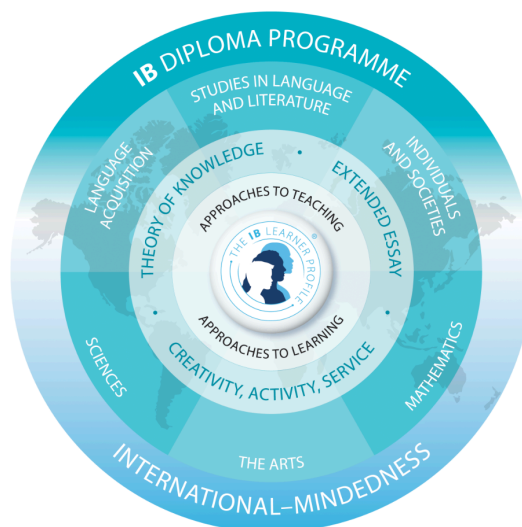 IB DIPLOMA PROGRAMME
STUDIES IN LANGUAGE
AND LITERATURE
LANGUAGE
ACQUISITION
INDIVIDUALS
AND SOCIETIES
THEORY OF KNOWLEDGE
EXTENDED ESSAY
APPROACHES TO TEACHING
THE IB LEARNER PROFILE
®
APPROACHES TO LEARNING
CREATIVITY, ACTIVITY, SERVICE
SCIENCES
MATHEMATICS
THE ARTS
INTERNATIONAL–MINDEDNESS